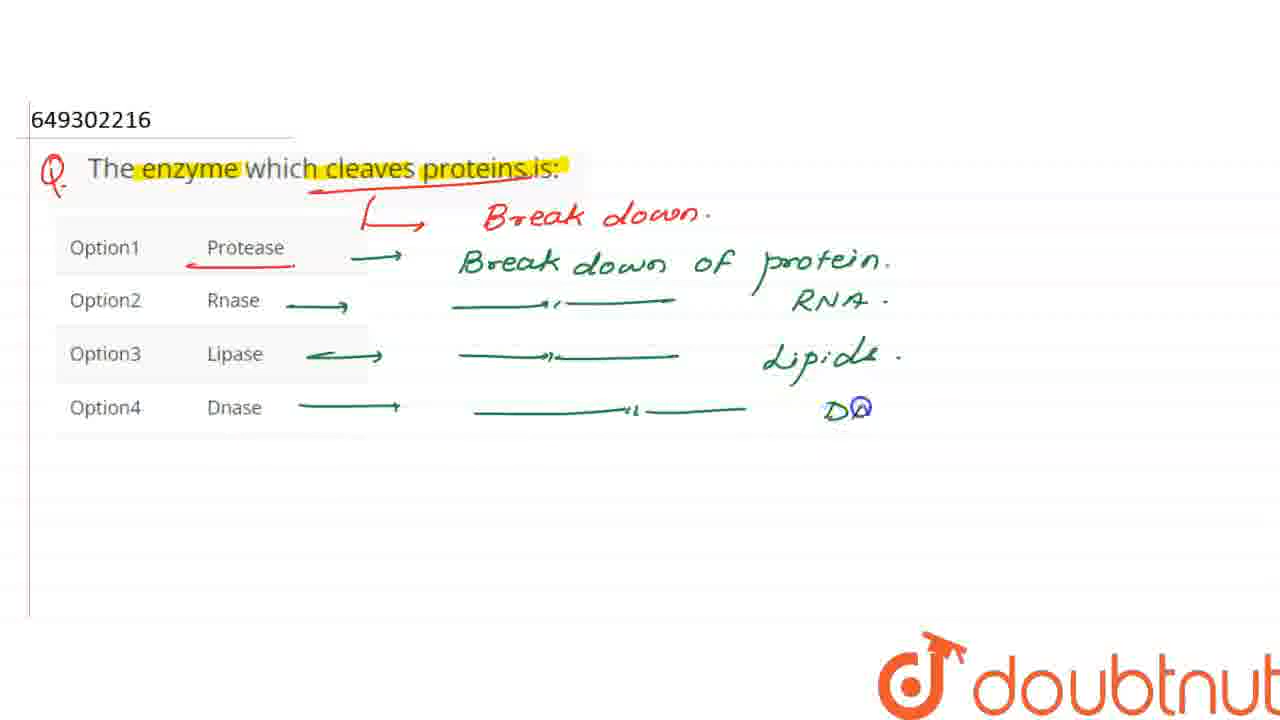 649302216
Q. The enzyme which cleaves proteins is:
Break down.
Option1 Protease → Break down of protein.
Option2 Rnase → —〃— RNA.
Option3 Lipase → —〃— Lipids.
Option4 Dnase → —〃— DN
doubtnut